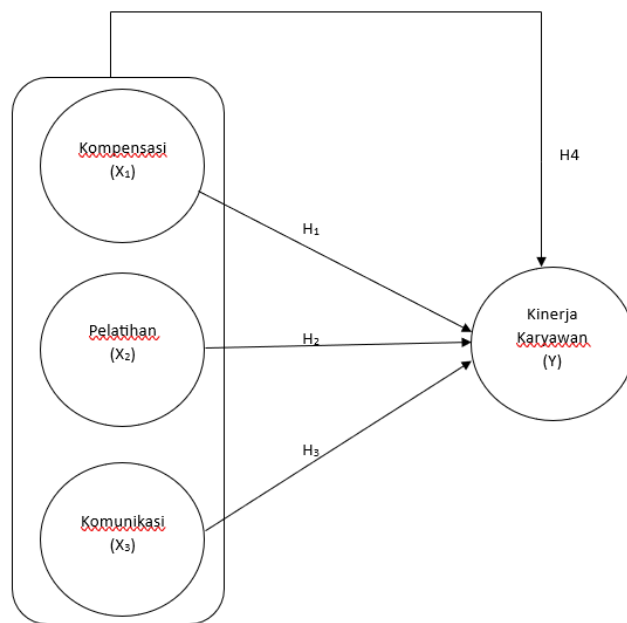 Kompensasi
(X₁)
H4
H₁
Pelatihan
(X₂)
H₂
Kinerja
Karyawan
(Y)
H₃
Komunikasi
(X₃)